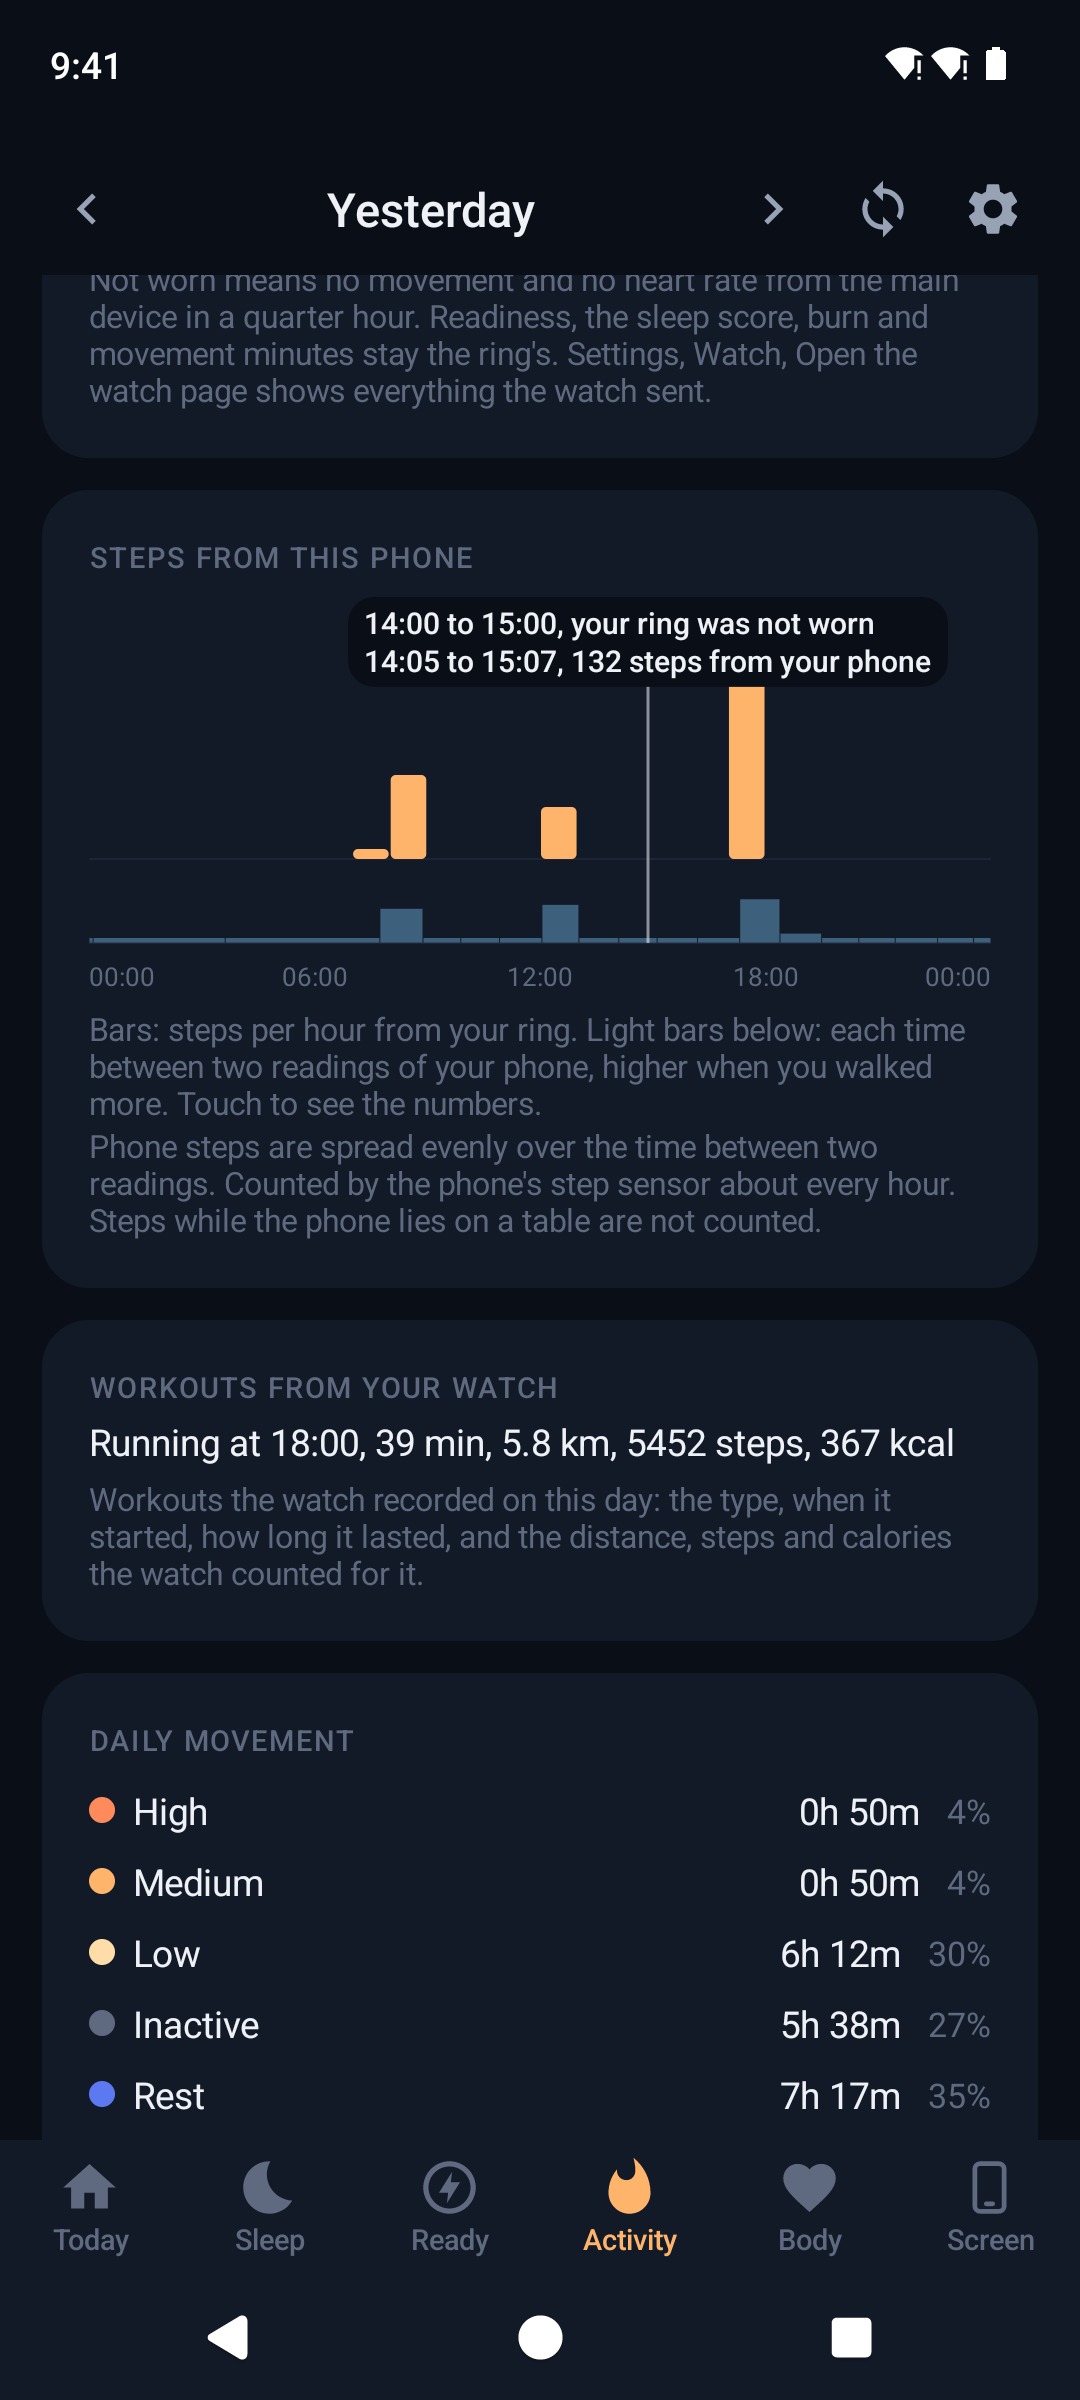 9:41
Yesterday
Not worn means no movement and no heart rate from the main
device in a quarter hour. Readiness, the sleep score, burn and
movement minutes stay the ring's. Settings, Watch, Open the
watch page shows everything the watch sent.
STEPS FROM THIS PHONE
14:00 to 15:00, your ring was not worn
14:05 to 15:07, 132 steps from your phone
00:00 06:00 12:00 18:00 00:00
Bars: steps per hour from your ring. Light bars below: each time
between two readings of your phone, higher when you walked
more. Touch to see the numbers.
Phone steps are spread evenly over the time between two
readings. Counted by the phone's step sensor about every hour.
Steps while the phone lies on a table are not counted.
WORKOUTS FROM YOUR WATCH
Running at 18:00, 39 min, 5.8 km, 5452 steps, 367 kcal
Workouts the watch recorded on this day: the type, when it
started, how long it lasted, and the distance, steps and calories
the watch counted for it.
DAILY MOVEMENT
High 0h 50m 4%
Medium 0h 50m 4%
Low 6h 12m 30%
Inactive 5h 38m 27%
Rest 7h 17m 35%
Today Sleep Ready Activity Body Screen